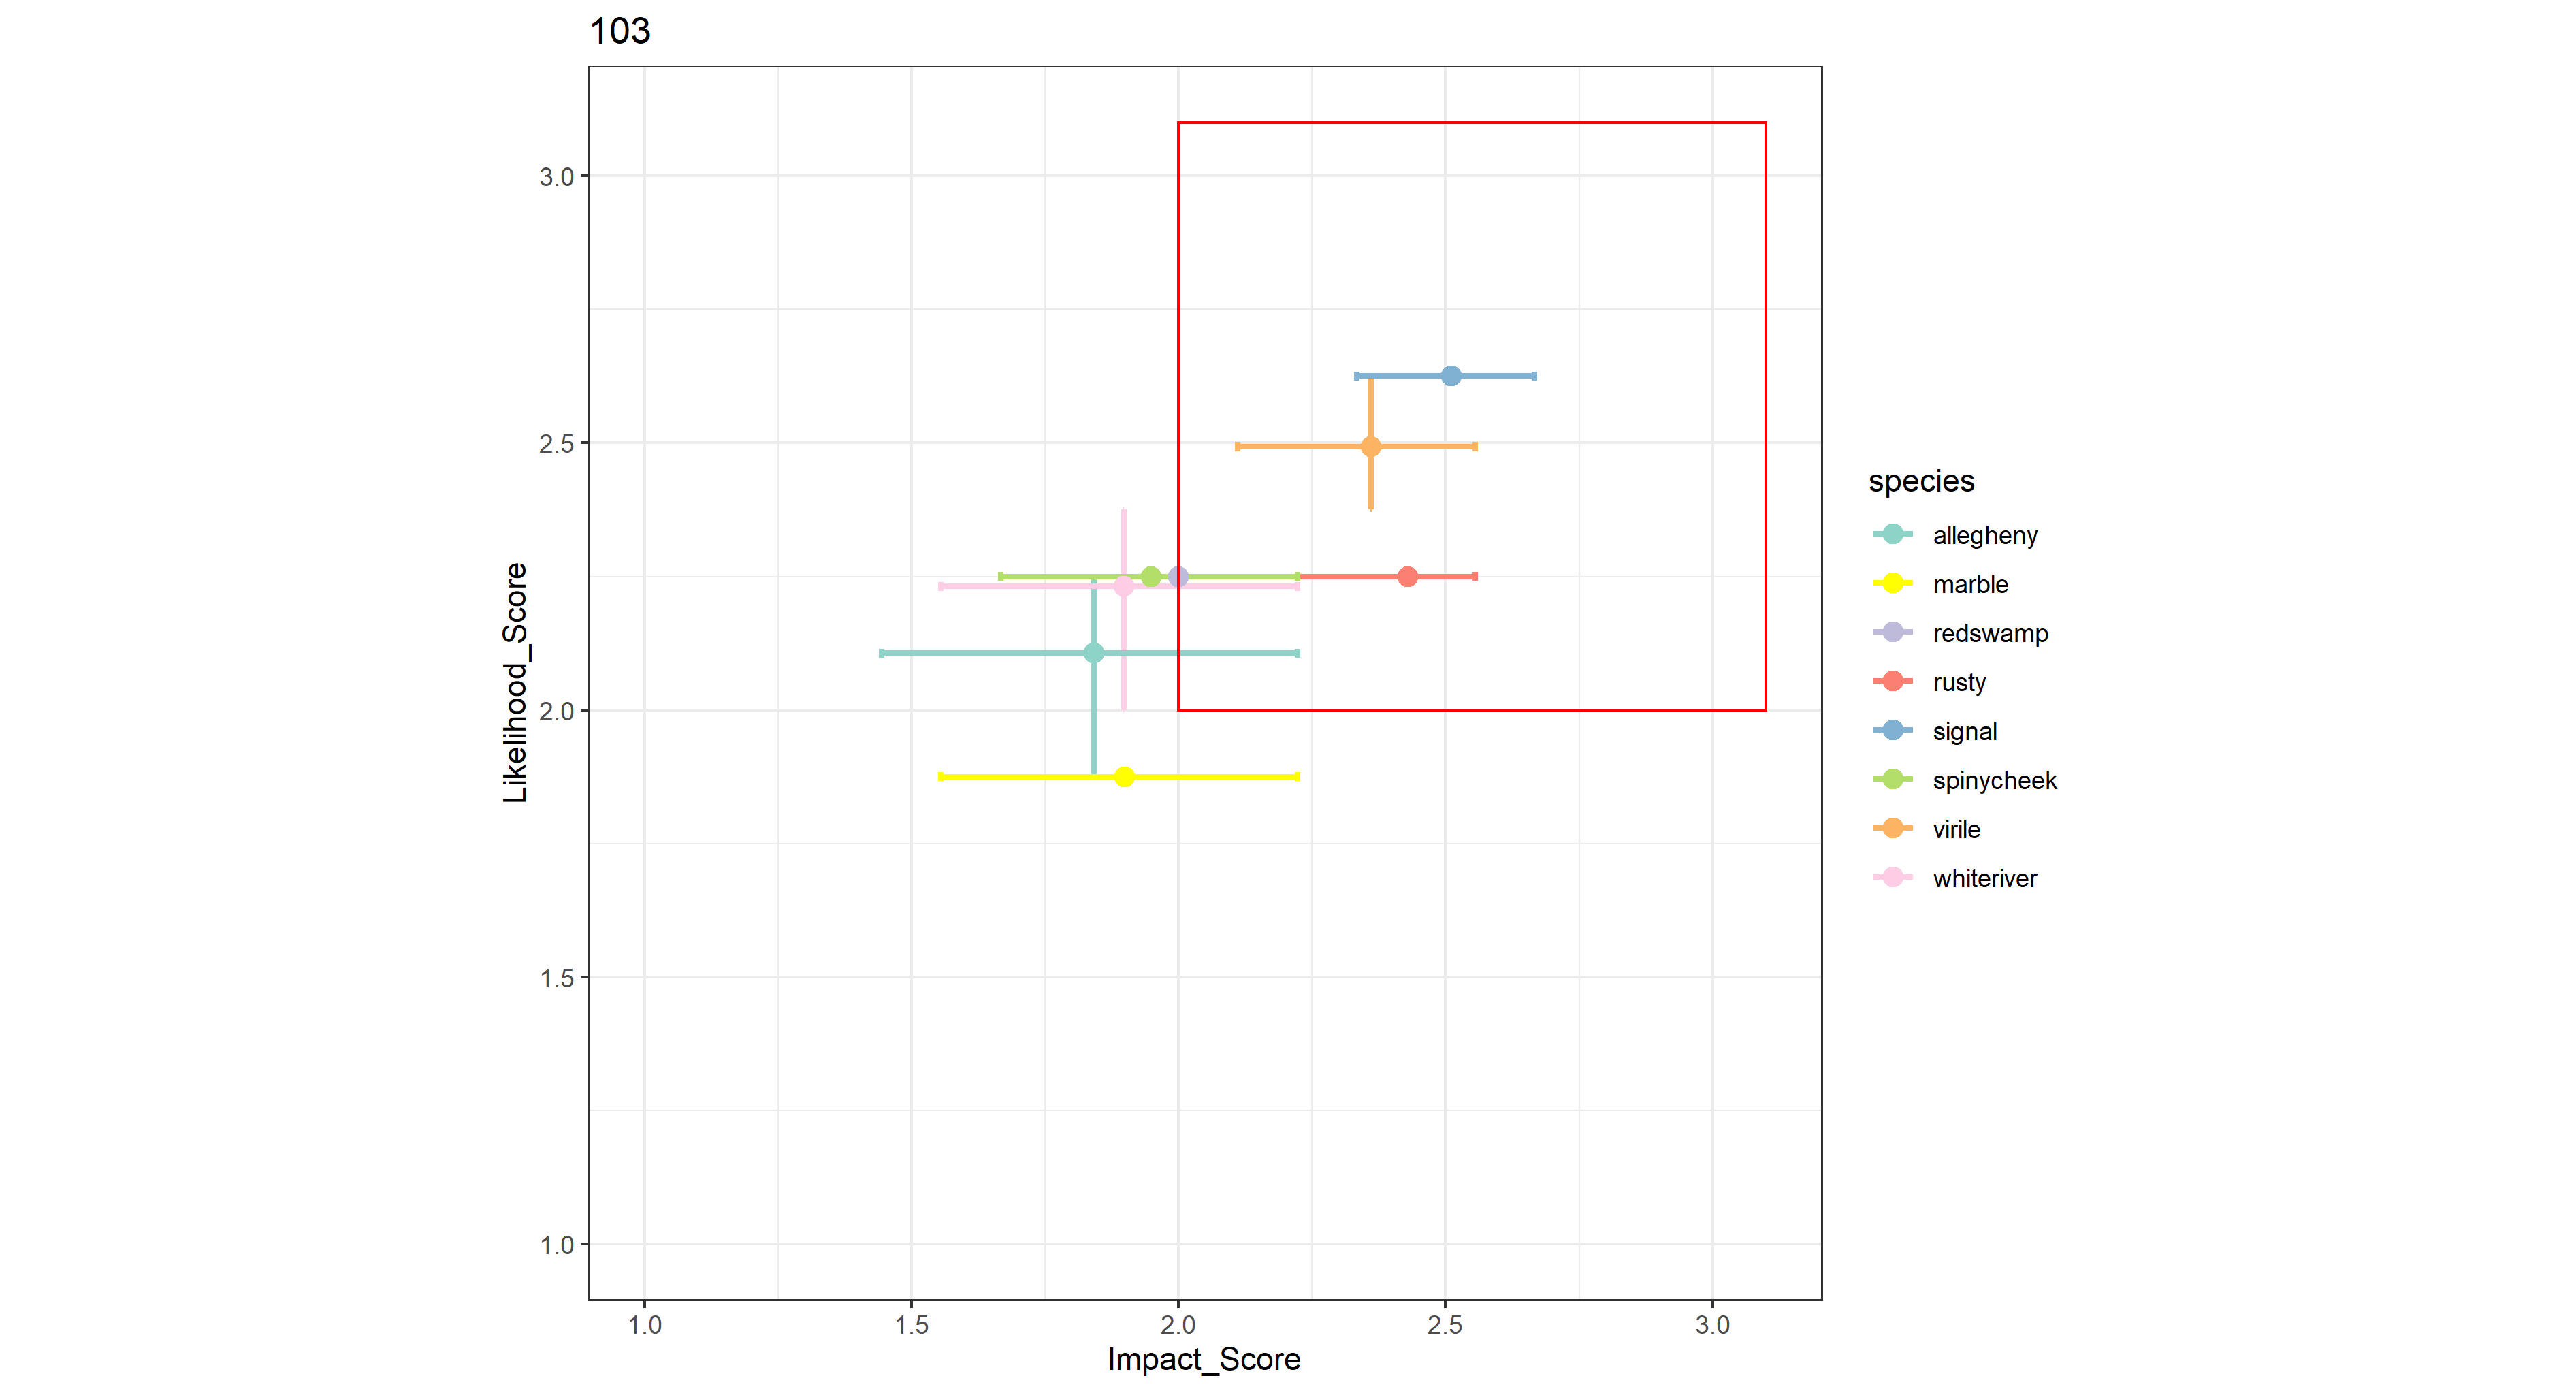 103
Likelihood_Score
3.0
2.5
2.0
1.5
1.0
1.0 1.5 2.0 2.5 3.0
Impact_Score
species
allegheny
marble
redswamp
rusty
signal
spinycheek
virile
whiteriver